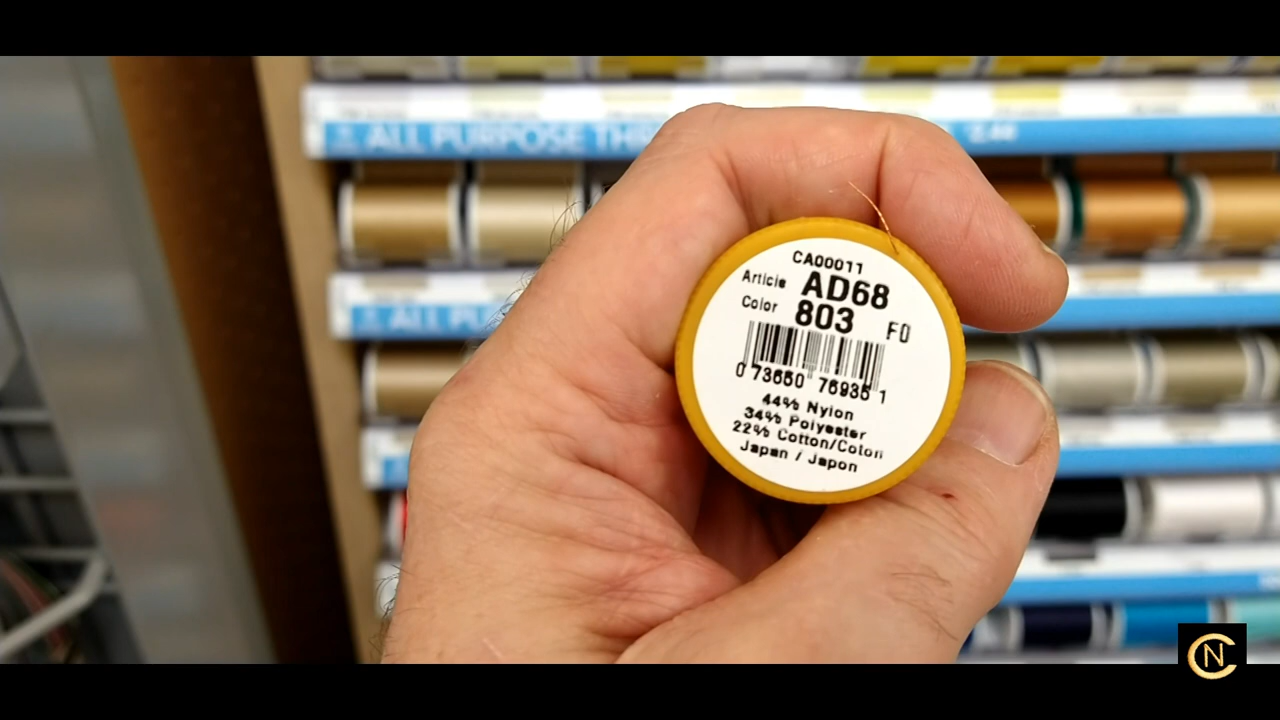 ALL PURPOSE THR
CA00011
Article AD68
Color 803 F0
0 73650 76935 1
44% Nylon
34% Polyester
22% Cotton/Coton
Japan / Japon
ALL PU
CN